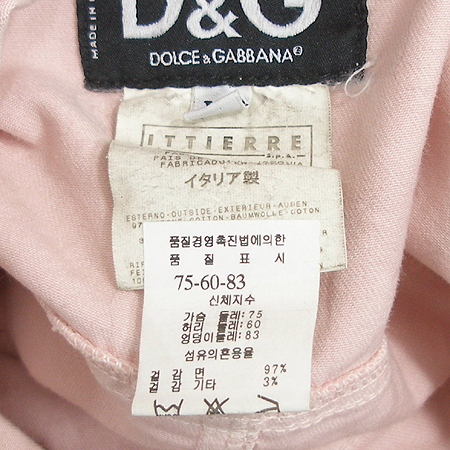 D&G
MADE IN
DOLCE & GABBANA
ITTIERRE
S.p.A.
PAIS DE
FABRICADO
イタリア製
ESTERNO-OUTSIDE-EXTERIEUR-AUßEN
COTTON-BAUMWOLLE-COTON
품질경영촉진법에의한
품 질 표 시
75-60-83
신체지수
가슴 둘레:75
허리 둘레:60
엉덩이둘레:83
섬유의혼용율
겉 감 면 97%
겉 감 기타 3%